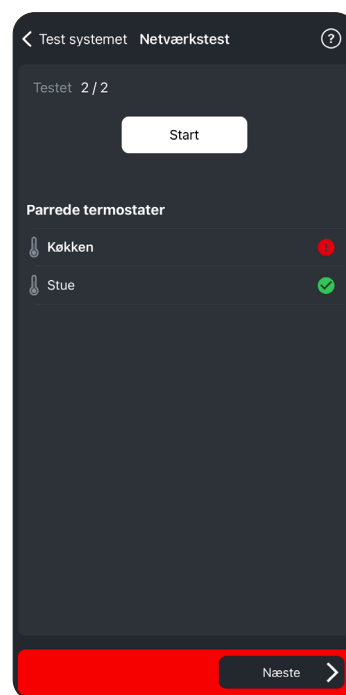 Test systemet Netværkstest
Testet 2 / 2
Start
Parrede termostater
Køkken
Stue
Næste